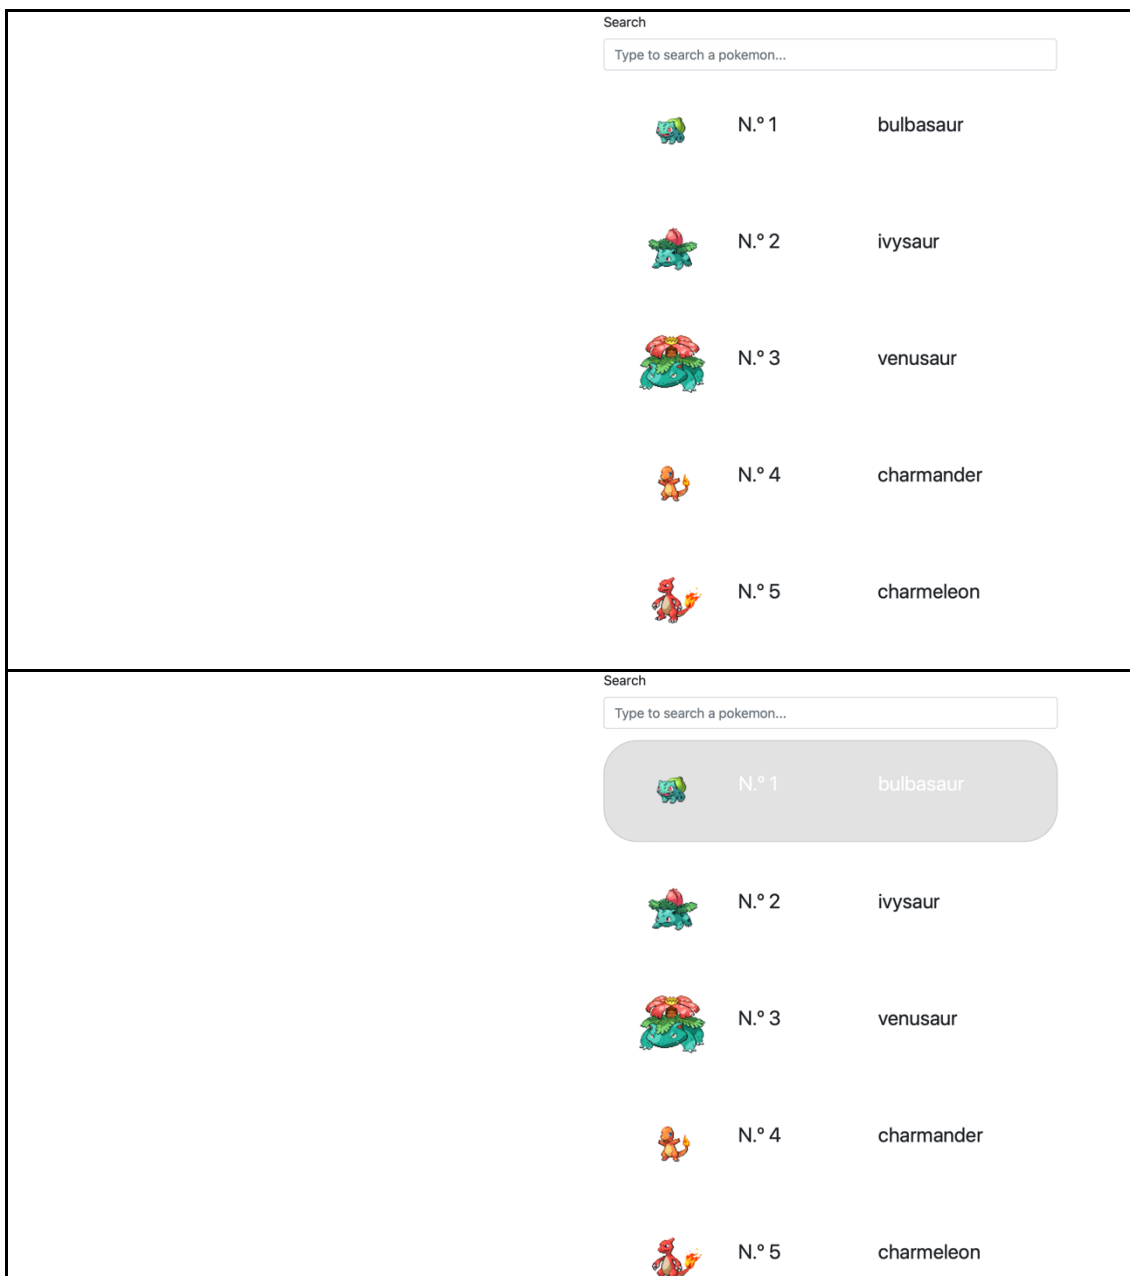 Search
Type to search a pokemon...
N.º 1 bulbasaur
N.º 2 ivysaur
N.º 3 venusaur
N.º 4 charmander
N.º 5 charmeleon
Search
Type to search a pokemon...
N.º 1 bulbasaur
N.º 2 ivysaur
N.º 3 venusaur
N.º 4 charmander
N.º 5 charmeleon